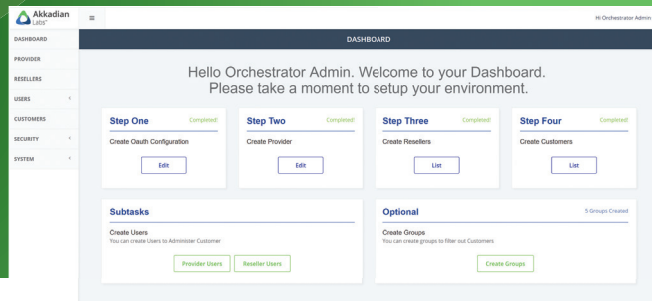 Akkadian
Labs™
Hi Orchestrator Admin
DASHBOARD
PROVIDER
RESELLERS
USERS
CUSTOMERS
SECURITY
SYSTEM
DASHBOARD
Hello Orchestrator Admin. Welcome to your Dashboard.
Please take a moment to setup your environment.
Step One
Completed!
Create Oauth Configuration
Edit
Step Two
Completed!
Create Provider
Edit
Step Three
Completed!
Create Resellers
List
Step Four
Completed!
Create Customers
List
Subtasks
Create Users
You can create Users to Administer Customer
Provider Users
Reseller Users
Optional
5 Groups Created
Create Groups
You can create groups to filter out Customers
Create Groups